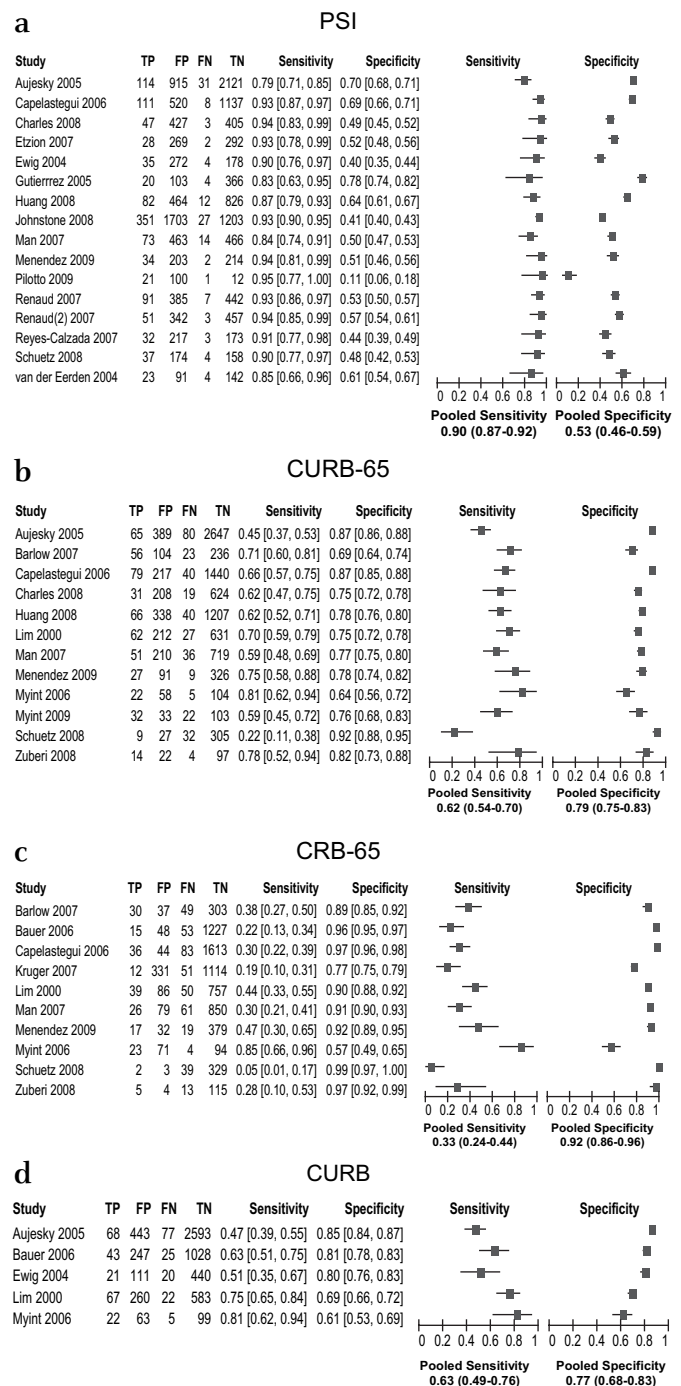 a
PSI
Study TP FP FN TN Sensitivity Specificity Sensitivity Specificity
Aujesky 2005 114 915 31 2121 0.79 [0.71, 0.85] 0.70 [0.68, 0.71]
Capelastegui 2006 111 520 8 1137 0.93 [0.87, 0.97] 0.69 [0.66, 0.71]
Charles 2008 47 427 3 405 0.94 [0.83, 0.99] 0.49 [0.45, 0.52]
Etzion 2007 28 269 2 292 0.93 [0.78, 0.99] 0.52 [0.48, 0.56]
Ewig 2004 35 272 4 178 0.90 [0.76, 0.97] 0.40 [0.35, 0.44]
Gutierrrez 2005 20 103 4 366 0.83 [0.63, 0.95] 0.78 [0.74, 0.82]
Huang 2008 82 464 12 826 0.87 [0.79, 0.93] 0.64 [0.61, 0.67]
Johnstone 2008 351 1703 27 1203 0.93 [0.90, 0.95] 0.41 [0.40, 0.43]
Man 2007 73 463 14 466 0.84 [0.74, 0.91] 0.50 [0.47, 0.53]
Menendez 2009 34 203 2 214 0.94 [0.81, 0.99] 0.51 [0.46, 0.56]
Pilotto 2009 21 100 1 12 0.95 [0.77, 1.00] 0.11 [0.06, 0.18]
Renaud 2007 91 385 7 442 0.93 [0.86, 0.97] 0.53 [0.50, 0.57]
Renaud(2) 2007 51 342 3 457 0.94 [0.85, 0.99] 0.57 [0.54, 0.61]
Reyes-Calzada 2007 32 217 3 173 0.91 [0.77, 0.98] 0.44 [0.39, 0.49]
Schuetz 2008 37 174 4 158 0.90 [0.77, 0.97] 0.48 [0.42, 0.53]
van der Eerden 2004 23 91 4 142 0.85 [0.66, 0.96] 0.61 [0.54, 0.67]
0 0.2 0.4 0.6 0.8 1 0 0.2 0.4 0.6 0.8 1
Pooled Sensitivity Pooled Specificity
0.90 (0.87-0.92) 0.53 (0.46-0.59)
b
CURB-65
Study TP FP FN TN Sensitivity Specificity Sensitivity Specificity
Aujesky 2005 65 389 80 2647 0.45 [0.37, 0.53] 0.87 [0.86, 0.88]
Barlow 2007 56 104 23 236 0.71 [0.60, 0.81] 0.69 [0.64, 0.74]
Capelastegui 2006 79 217 40 1440 0.66 [0.57, 0.75] 0.87 [0.85, 0.88]
Charles 2008 31 208 19 624 0.62 [0.47, 0.75] 0.75 [0.72, 0.78]
Huang 2008 66 338 40 1207 0.62 [0.52, 0.71] 0.78 [0.76, 0.80]
Lim 2000 62 212 27 631 0.70 [0.59, 0.79] 0.75 [0.72, 0.78]
Man 2007 51 210 36 719 0.59 [0.48, 0.69] 0.77 [0.75, 0.80]
Menendez 2009 27 91 9 326 0.75 [0.58, 0.88] 0.78 [0.74, 0.82]
Myint 2006 22 58 5 104 0.81 [0.62, 0.94] 0.64 [0.56, 0.72]
Myint 2009 32 33 22 103 0.59 [0.45, 0.72] 0.76 [0.68, 0.83]
Schuetz 2008 9 27 32 305 0.22 [0.11, 0.38] 0.92 [0.88, 0.95]
Zuberi 2008 14 22 4 97 0.78 [0.52, 0.94] 0.82 [0.73, 0.88]
0 0.2 0.4 0.6 0.8 1 0 0.2 0.4 0.6 0.8 1
Pooled Sensitivity Pooled Specificity
0.62 (0.54-0.70) 0.79 (0.75-0.83)
c
CRB-65
Study TP FP FN TN Sensitivity Specificity Sensitivity Specificity
Barlow 2007 30 37 49 303 0.38 [0.27, 0.50] 0.89 [0.85, 0.92]
Bauer 2006 15 48 53 1227 0.22 [0.13, 0.34] 0.96 [0.95, 0.97]
Capelastegui 2006 36 44 83 1613 0.30 [0.22, 0.39] 0.97 [0.96, 0.98]
Kruger 2007 12 331 51 1114 0.19 [0.10, 0.31] 0.77 [0.75, 0.79]
Lim 2000 39 86 50 757 0.44 [0.33, 0.55] 0.90 [0.88, 0.92]
Man 2007 26 79 61 850 0.30 [0.21, 0.41] 0.91 [0.90, 0.93]
Menendez 2009 17 32 19 379 0.47 [0.30, 0.65] 0.92 [0.89, 0.95]
Myint 2006 23 71 4 94 0.85 [0.66, 0.96] 0.57 [0.49, 0.65]
Schuetz 2008 2 3 39 329 0.05 [0.01, 0.17] 0.99 [0.97, 1.00]
Zuberi 2008 5 4 13 115 0.28 [0.10, 0.53] 0.97 [0.92, 0.99]
0 0.2 0.4 0.6 0.8 1 0 0.2 0.4 0.6 0.8 1
Pooled Sensitivity Pooled Specificity
0.33 (0.24-0.44) 0.92 (0.86-0.96)
d
CURB
Study TP FP FN TN Sensitivity Specificity Sensitivity Specificity
Aujesky 2005 68 443 77 2593 0.47 [0.39, 0.55] 0.85 [0.84, 0.87]
Bauer 2006 43 247 25 1028 0.63 [0.51, 0.75] 0.81 [0.78, 0.83]
Ewig 2004 21 111 20 440 0.51 [0.35, 0.67] 0.80 [0.76, 0.83]
Lim 2000 67 260 22 583 0.75 [0.65, 0.84] 0.69 [0.66, 0.72]
Myint 2006 22 63 5 99 0.81 [0.62, 0.94] 0.61 [0.53, 0.69]
0 0.2 0.4 0.6 0.8 1 0 0.2 0.4 0.6 0.8 1
Pooled Sensitivity Pooled Specificity
0.63 (0.49-0.76) 0.77 (0.68-0.83)